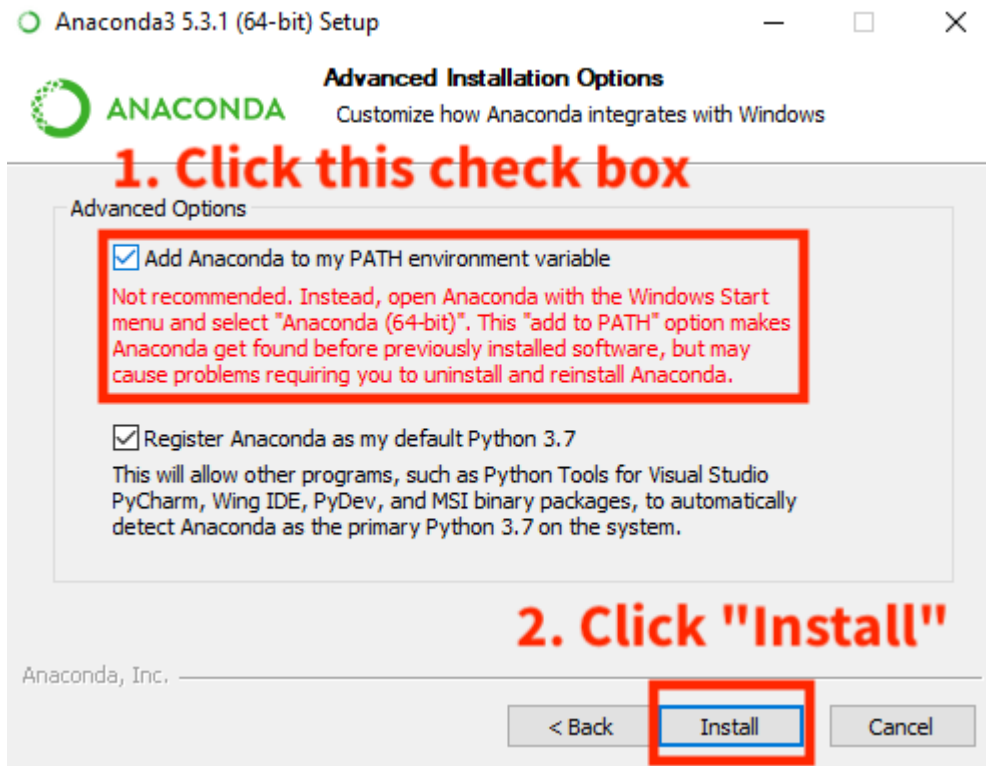 Anaconda3 5.3.1 (64-bit) Setup
ANACONDA
Advanced Installation Options
Customize how Anaconda integrates with Windows
1. Click this check box
Advanced Options
Add Anaconda to my PATH environment variable
Not recommended. Instead, open Anaconda with the Windows Start
menu and select "Anaconda (64-bit)". This "add to PATH" option makes
Anaconda get found before previously installed software, but may
cause problems requiring you to uninstall and reinstall Anaconda.
Register Anaconda as my default Python 3.7
This will allow other programs, such as Python Tools for Visual Studio
PyCharm, Wing IDE, PyDev, and MSI binary packages, to automatically
detect Anaconda as the primary Python 3.7 on the system.
2. Click "Install"
Anaconda, Inc.
< Back
Install
Cancel